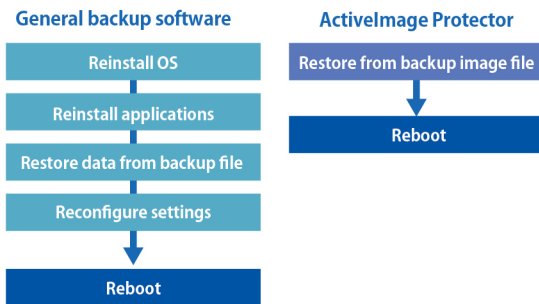 General backup software
Reinstall OS
Reinstall applications
Restore data from backup file
Reconfigure settings
Reboot
ActiveImage Protector
Restore from backup image file
Reboot